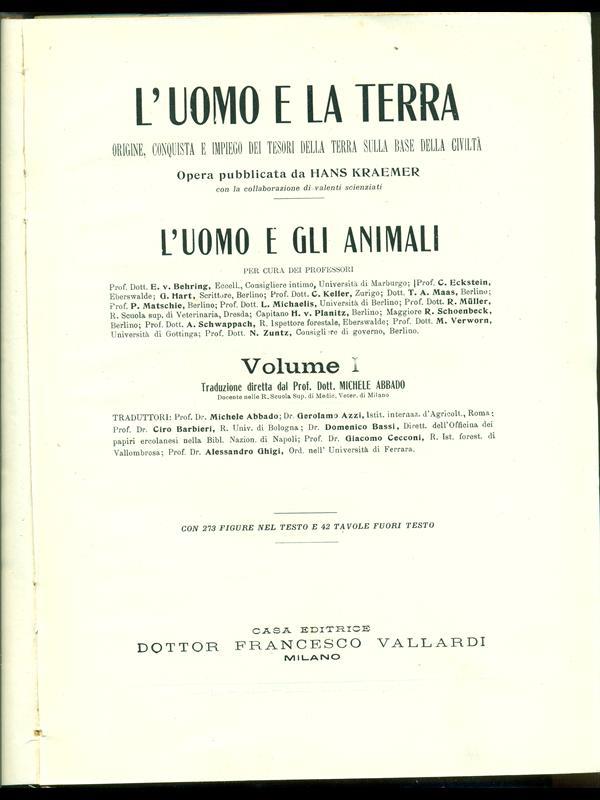 L'UOMO E LA TERRA
ORIGINE, CONQUISTA E IMPIEGO DEI TESORI DELLA TERRA SULLA BASE DELLA CIVILTÀ
Opera pubblicata da HANS KRAEMER
con la collaborazione di valenti scienziati
L'UOMO E GLI ANIMALI
PER CURA DEI PROFESSORI
Prof. Dott. E. v. Behring, Eccell., Consigliere intimo, Università di Marburgo; Prof. C. Eckstein,
Eberswalde; G. Hart, Scrittore, Berlino; Prof. Dott. C. Keller, Zurigo; Dott. T. A. Maas, Berlino;
Prof. P. Matschie, Berlino; Prof. Dott. L. Michaelis, Università di Berlino; Prof. Dott. R. Müller,
R. Scuola sup. di Veterinaria, Dresda; Capitano H. v. Planitz, Berlino; Maggiore R. Schoenbeck,
Berlino; Prof. Dott. A. Schwappach, R. Ispettore forestale, Eberswalde; Prof. Dott. M. Verworn,
Università di Gottinga; Prof. Dott. N. Zuntz, Consigliere di governo, Berlino.
Volume I
Traduzione diretta dal Prof. Dott. MICHELE ABBADO
Docente nelle R. Scuola Sup. di Medic. Veter. di Milano
TRADUTTORI: Prof. Dr. Michele Abbado; Dr. Gerolamo Azzi, Istit. internaz. d'Agricolt., Roma;
Prof. Dr. Ciro Barbieri, R. Univ. di Bologna; Dr. Domenico Bassi, Dirett. dell'Officina dei
papiri ercolanesi nella Bibl. Nazion. di Napoli; Prof. Dr. Giacomo Cecconi, R. Ist. forest. di
Vallombrosa; Prof. Dr. Alessandro Ghigi, Ord. nell' Università di Ferrara.
CON 273 FIGURE NEL TESTO E 42 TAVOLE FUORI TESTO
CASA EDITRICE
DOTTOR FRANCESCO VALLARDI
MILANO